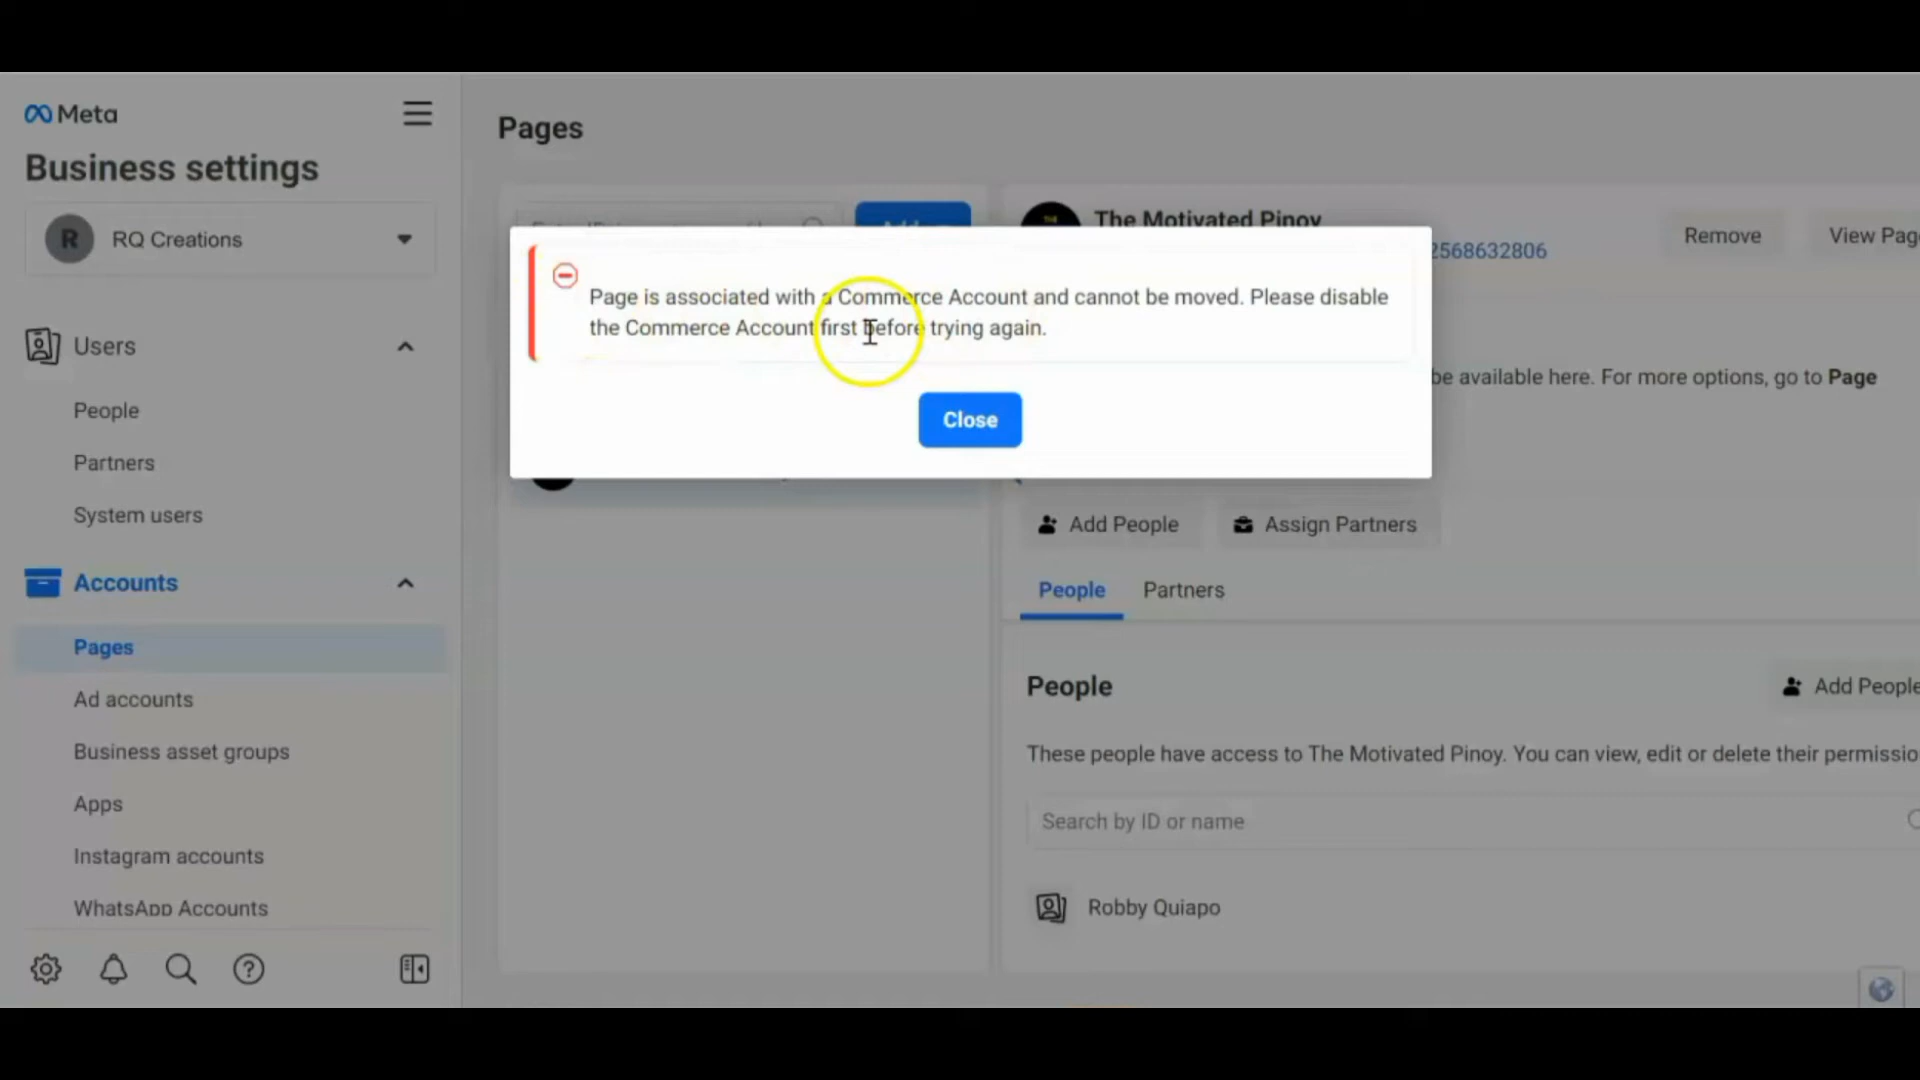 Meta
Business settings
R RQ Creations
Users
People
Partners
System users
Accounts
Pages
Ad accounts
Business asset groups
Apps
Instagram accounts
WhatsApp Accounts
Pages
The Motivated Pinoy
2568632806
Remove
View Pag
Page is associated with a Commerce Account and cannot be moved. Please disable
the Commerce Account first before trying again.
Close
be available here. For more options, go to Page
Add People
Assign Partners
People
Partners
People
Add People
These people have access to The Motivated Pinoy. You can view, edit or delete their permissio
Search by ID or name
Robby Quiapo